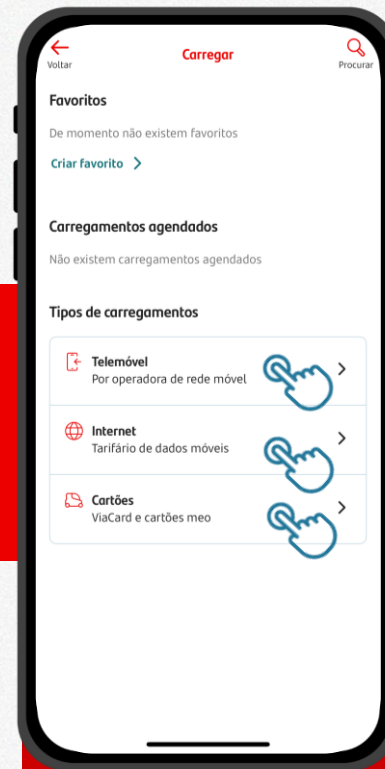 Carregar
Voltar
Procurar
Favoritos
De momento não existem favoritos
Criar favorito
Carregamentos agendados
Não existem carregamentos agendados
Tipos de carregamentos
Telemóvel
Por operadora de rede móvel
Internet
Tarifário de dados móveis
Cartões
ViaCard e cartões meo